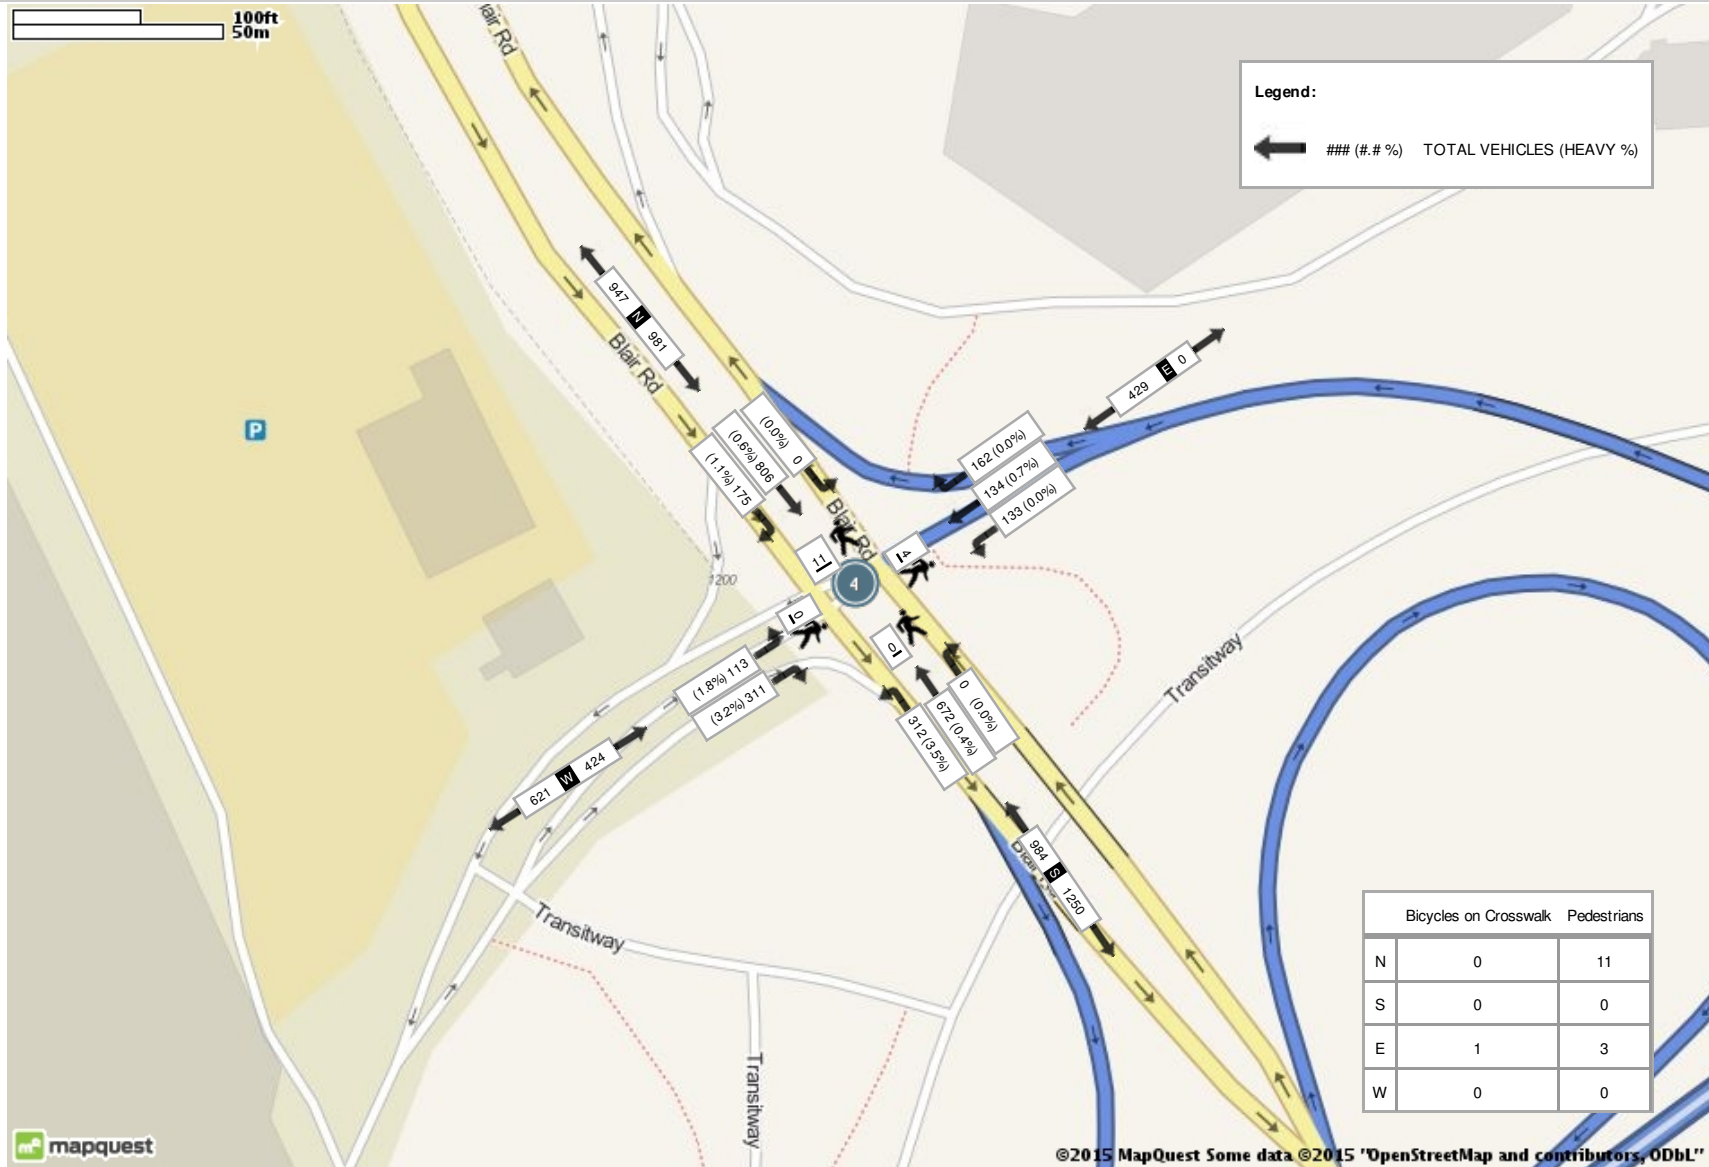 100ft
50m
Blair Rd
Legend:
### (#.# %) TOTAL VEHICLES (HEAVY %)
947 N 981
Blair Rd
429 E 0
(0.0%) 0
(0.6%) 806
(1.1%) 175
162 (0.0%)
134 (0.7%)
133 (0.0%)
P
Blair Rd
11
4
4
1200
0
0
Transitway
(1.8%) 113
(3.2%) 311
0 (0.0%)
672 (0.4%)
312 (3.5%)
621 W 424
984 S 1250
Transitway
Transitway
Bicycles on Crosswalk Pedestrians
N 0 11
S 0 0
E 1 3
W 0 0
mapquest
©2015 MapQuest Some data ©2015 "OpenStreetMap and contributors, ODbL"